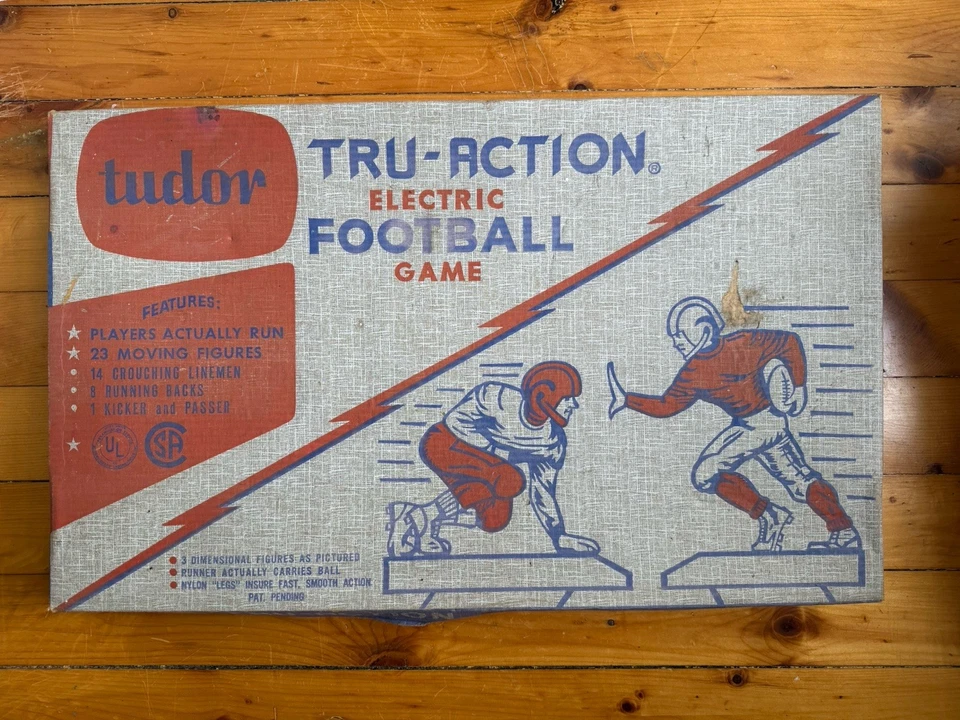 tudor
TRU-ACTION®
ELECTRIC
FOOTBALL
GAME
FEATURES:
PLAYERS ACTUALLY RUN
23 MOVING FIGURES
14 CROUCHING LINEMEN
8 RUNNING BACKS
1 KICKER and PASSER
UL
CSA
3 DIMENSIONAL FIGURES AS PICTURED
RUNNER ACTUALLY CARRIES BALL
NYLON "LEGS" INSURE FAST, SMOOTH ACTION
PAT. PENDING